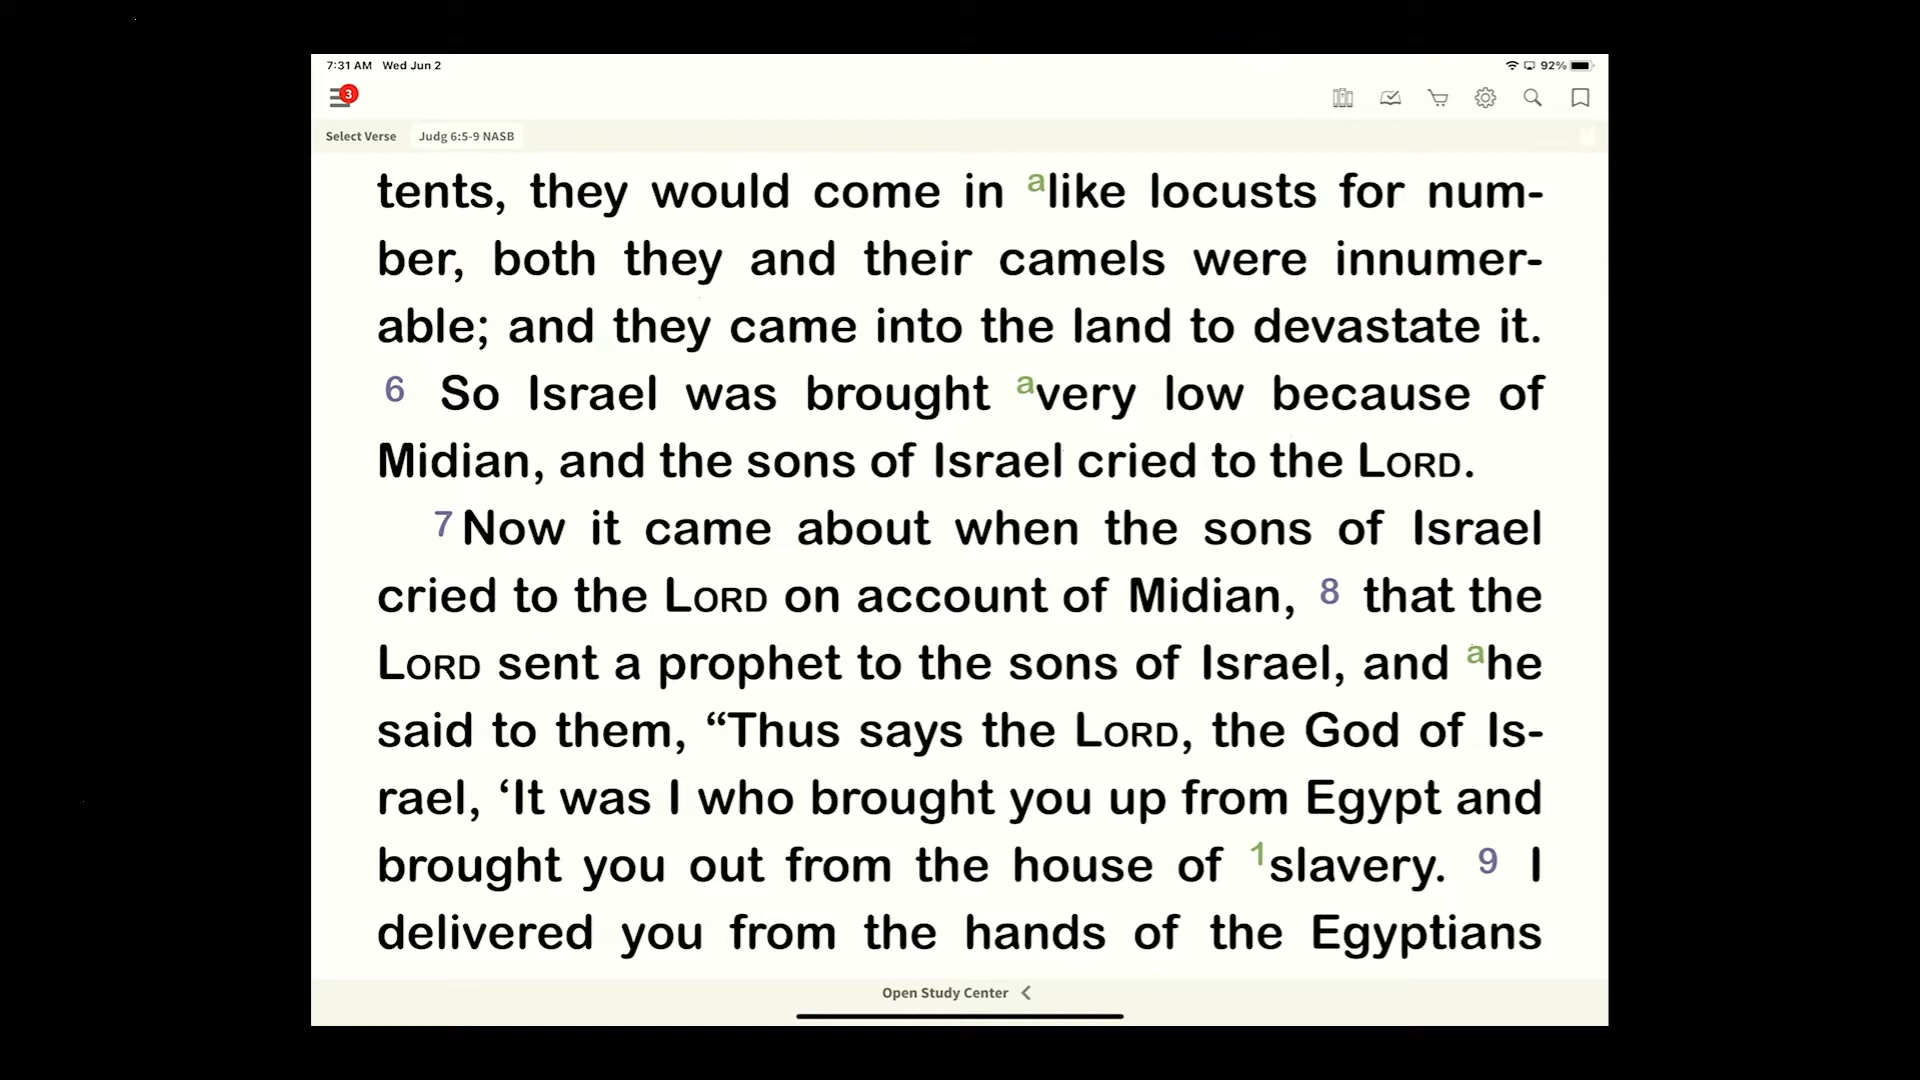 7:31 AM Wed Jun 2 92%
3
Select Verse Judg 6:5-9 NASB
tents, they would come in alike locusts for num-
ber, both they and their camels were innumer-
able; and they came into the land to devastate it.
6 So Israel was brought avery low because of
Midian, and the sons of Israel cried to the LORD.
7 Now it came about when the sons of Israel
cried to the LORD on account of Midian, 8 that the
LORD sent a prophet to the sons of Israel, and ahe
said to them, “Thus says the LORD, the God of Is-
rael, ‘It was I who brought you up from Egypt and
brought you out from the house of 1slavery. 9 I
delivered you from the hands of the Egyptians
Open Study Center